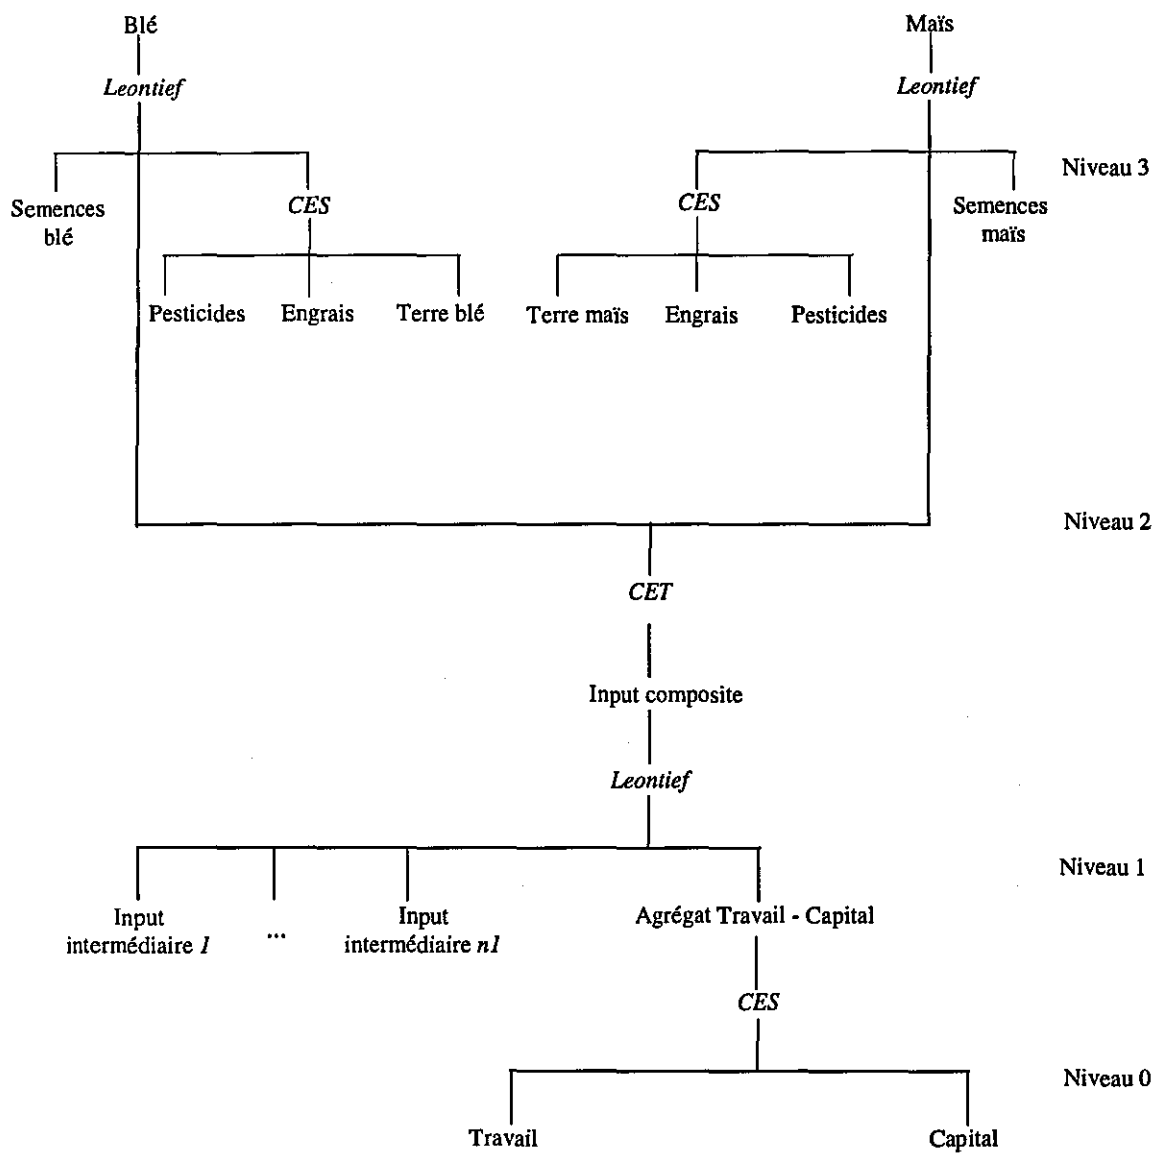 Blé
Maïs
Leontief
Leontief
Niveau 3
Semences
blé
CES
CES
Semences
maïs
Pesticides
Engrais
Terre blé
Terre maïs
Engrais
Pesticides
Niveau 2
CET
Input composite
Leontief
Niveau 1
Input
intermédiaire 1
...
Input
intermédiaire n1
Agrégat Travail - Capital
CES
Niveau 0
Travail
Capital